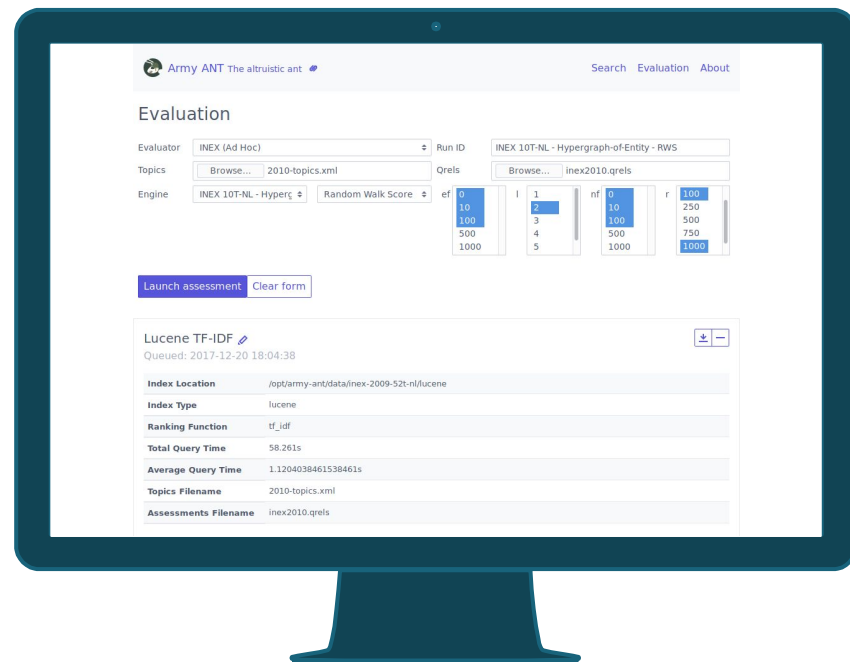 Army ANT The altruistic ant
Search Evaluation About
Evaluation
Evaluator INEX (Ad Hoc) Run ID INEX 10T-NL - Hypergraph-of-Entity - RWS
Topics Browse... 2010-topics.xml Qrels Browse... inex2010.qrels
Engine INEX 10T-NL - Hyperg Random Walk Score ef 0 l 1 nf 0 r 100
10 2 10 250
100 3 100 500
500 4 500 750
1000 5 1000 1000
Launch assessment Clear form
Lucene TF-IDF
Queued: 2017-12-20 18:04:38
Index Location /opt/army-ant/data/inex-2009-52t-nl/lucene
Index Type lucene
Ranking Function tf_idf
Total Query Time 58.261s
Average Query Time 1.1204038461538461s
Topics Filename 2010-topics.xml
Assessments Filename inex2010.qrels